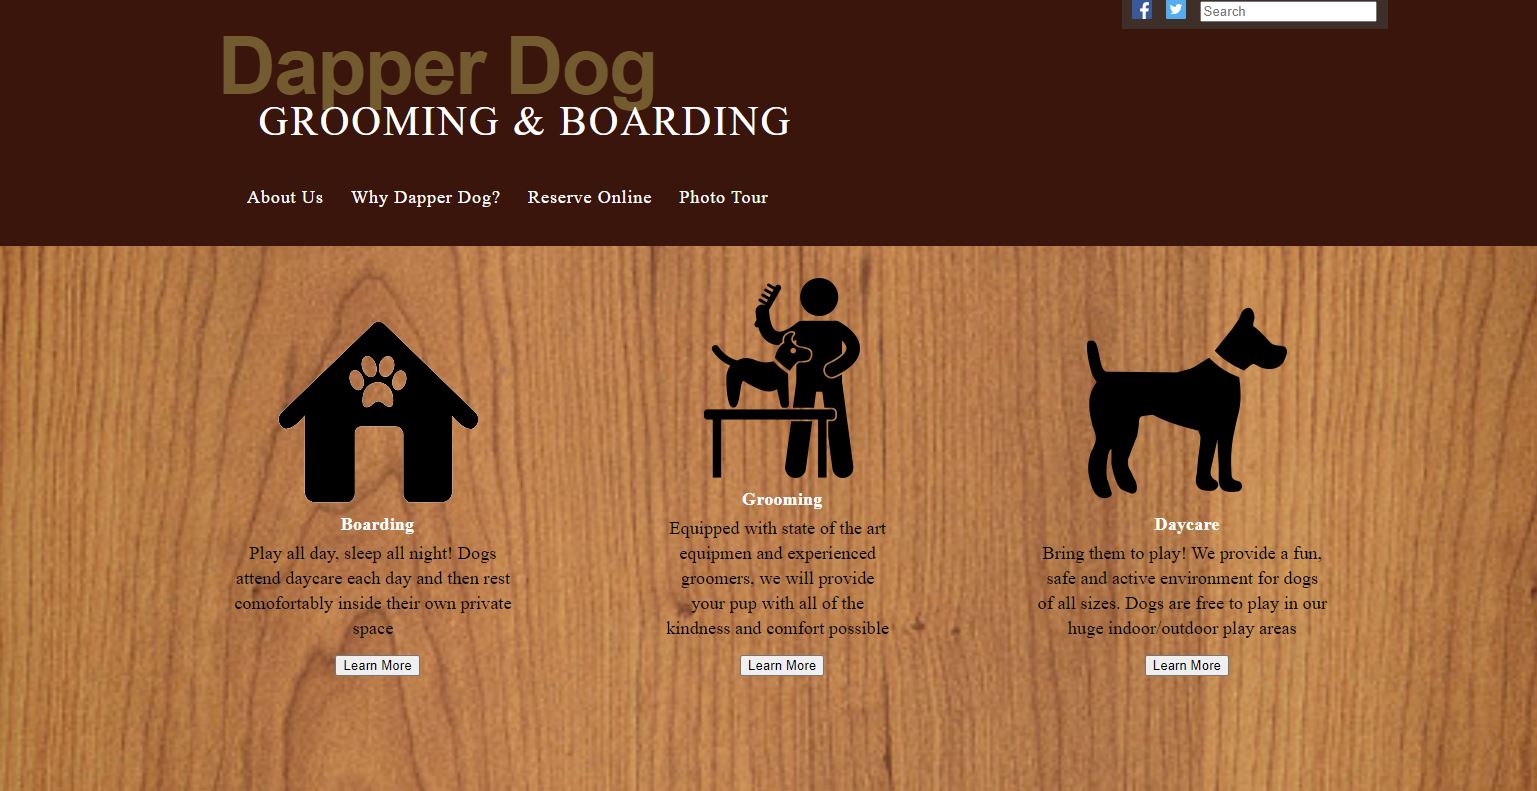 Search
Dapper Dog
GROOMING & BOARDING
About Us Why Dapper Dog? Reserve Online Photo Tour
Boarding
Play all day, sleep all night! Dogs
attend daycare each day and then rest
comofortably inside their own private
space
Learn More
Grooming
Equipped with state of the art
equipmen and experienced
groomers, we will provide
your pup with all of the
kindness and comfort possible
Learn More
Daycare
Bring them to play! We provide a fun,
safe and active environment for dogs
of all sizes. Dogs are free to play in our
huge indoor/outdoor play areas
Learn More